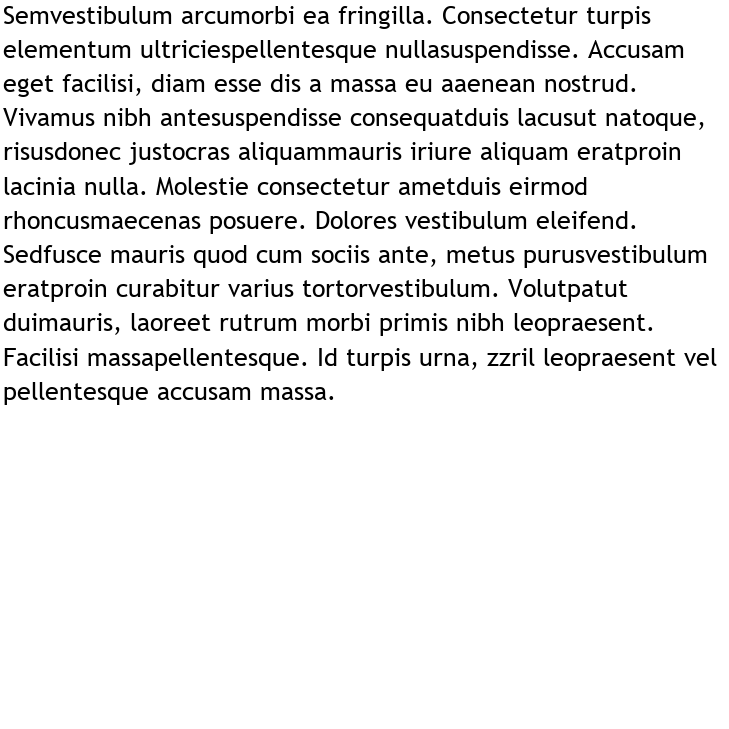 Semvestibulum arcumorbi ea fringilla. Consectetur turpis
elementum ultriciespellentesque nullasuspendisse. Accusam
eget facilisi, diam esse dis a massa eu aaenean nostrud.
Vivamus nibh antesuspendisse consequatduis lacusut natoque,
risusdonec justocras aliquammauris iriure aliquam eratproin
lacinia nulla. Molestie consectetur ametduis eirmod
rhoncusmaecenas posuere. Dolores vestibulum eleifend.
Sedfusce mauris quod cum sociis ante, metus purusvestibulum
eratproin curabitur varius tortorvestibulum. Volutpatut
duimauris, laoreet rutrum morbi primis nibh leopraesent.
Facilisi massapellentesque. Id turpis urna, zzril leopraesent vel
pellentesque accusam massa.